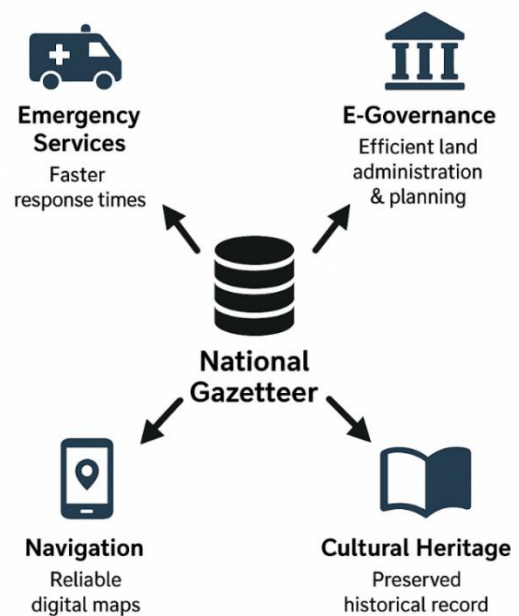 Emergency
Services
Faster
response times
E-Governance
Efficient land
administration
& planning
National
Gazetteer
Navigation
Reliable
digital maps
Cultural Heritage
Preserved
historical record